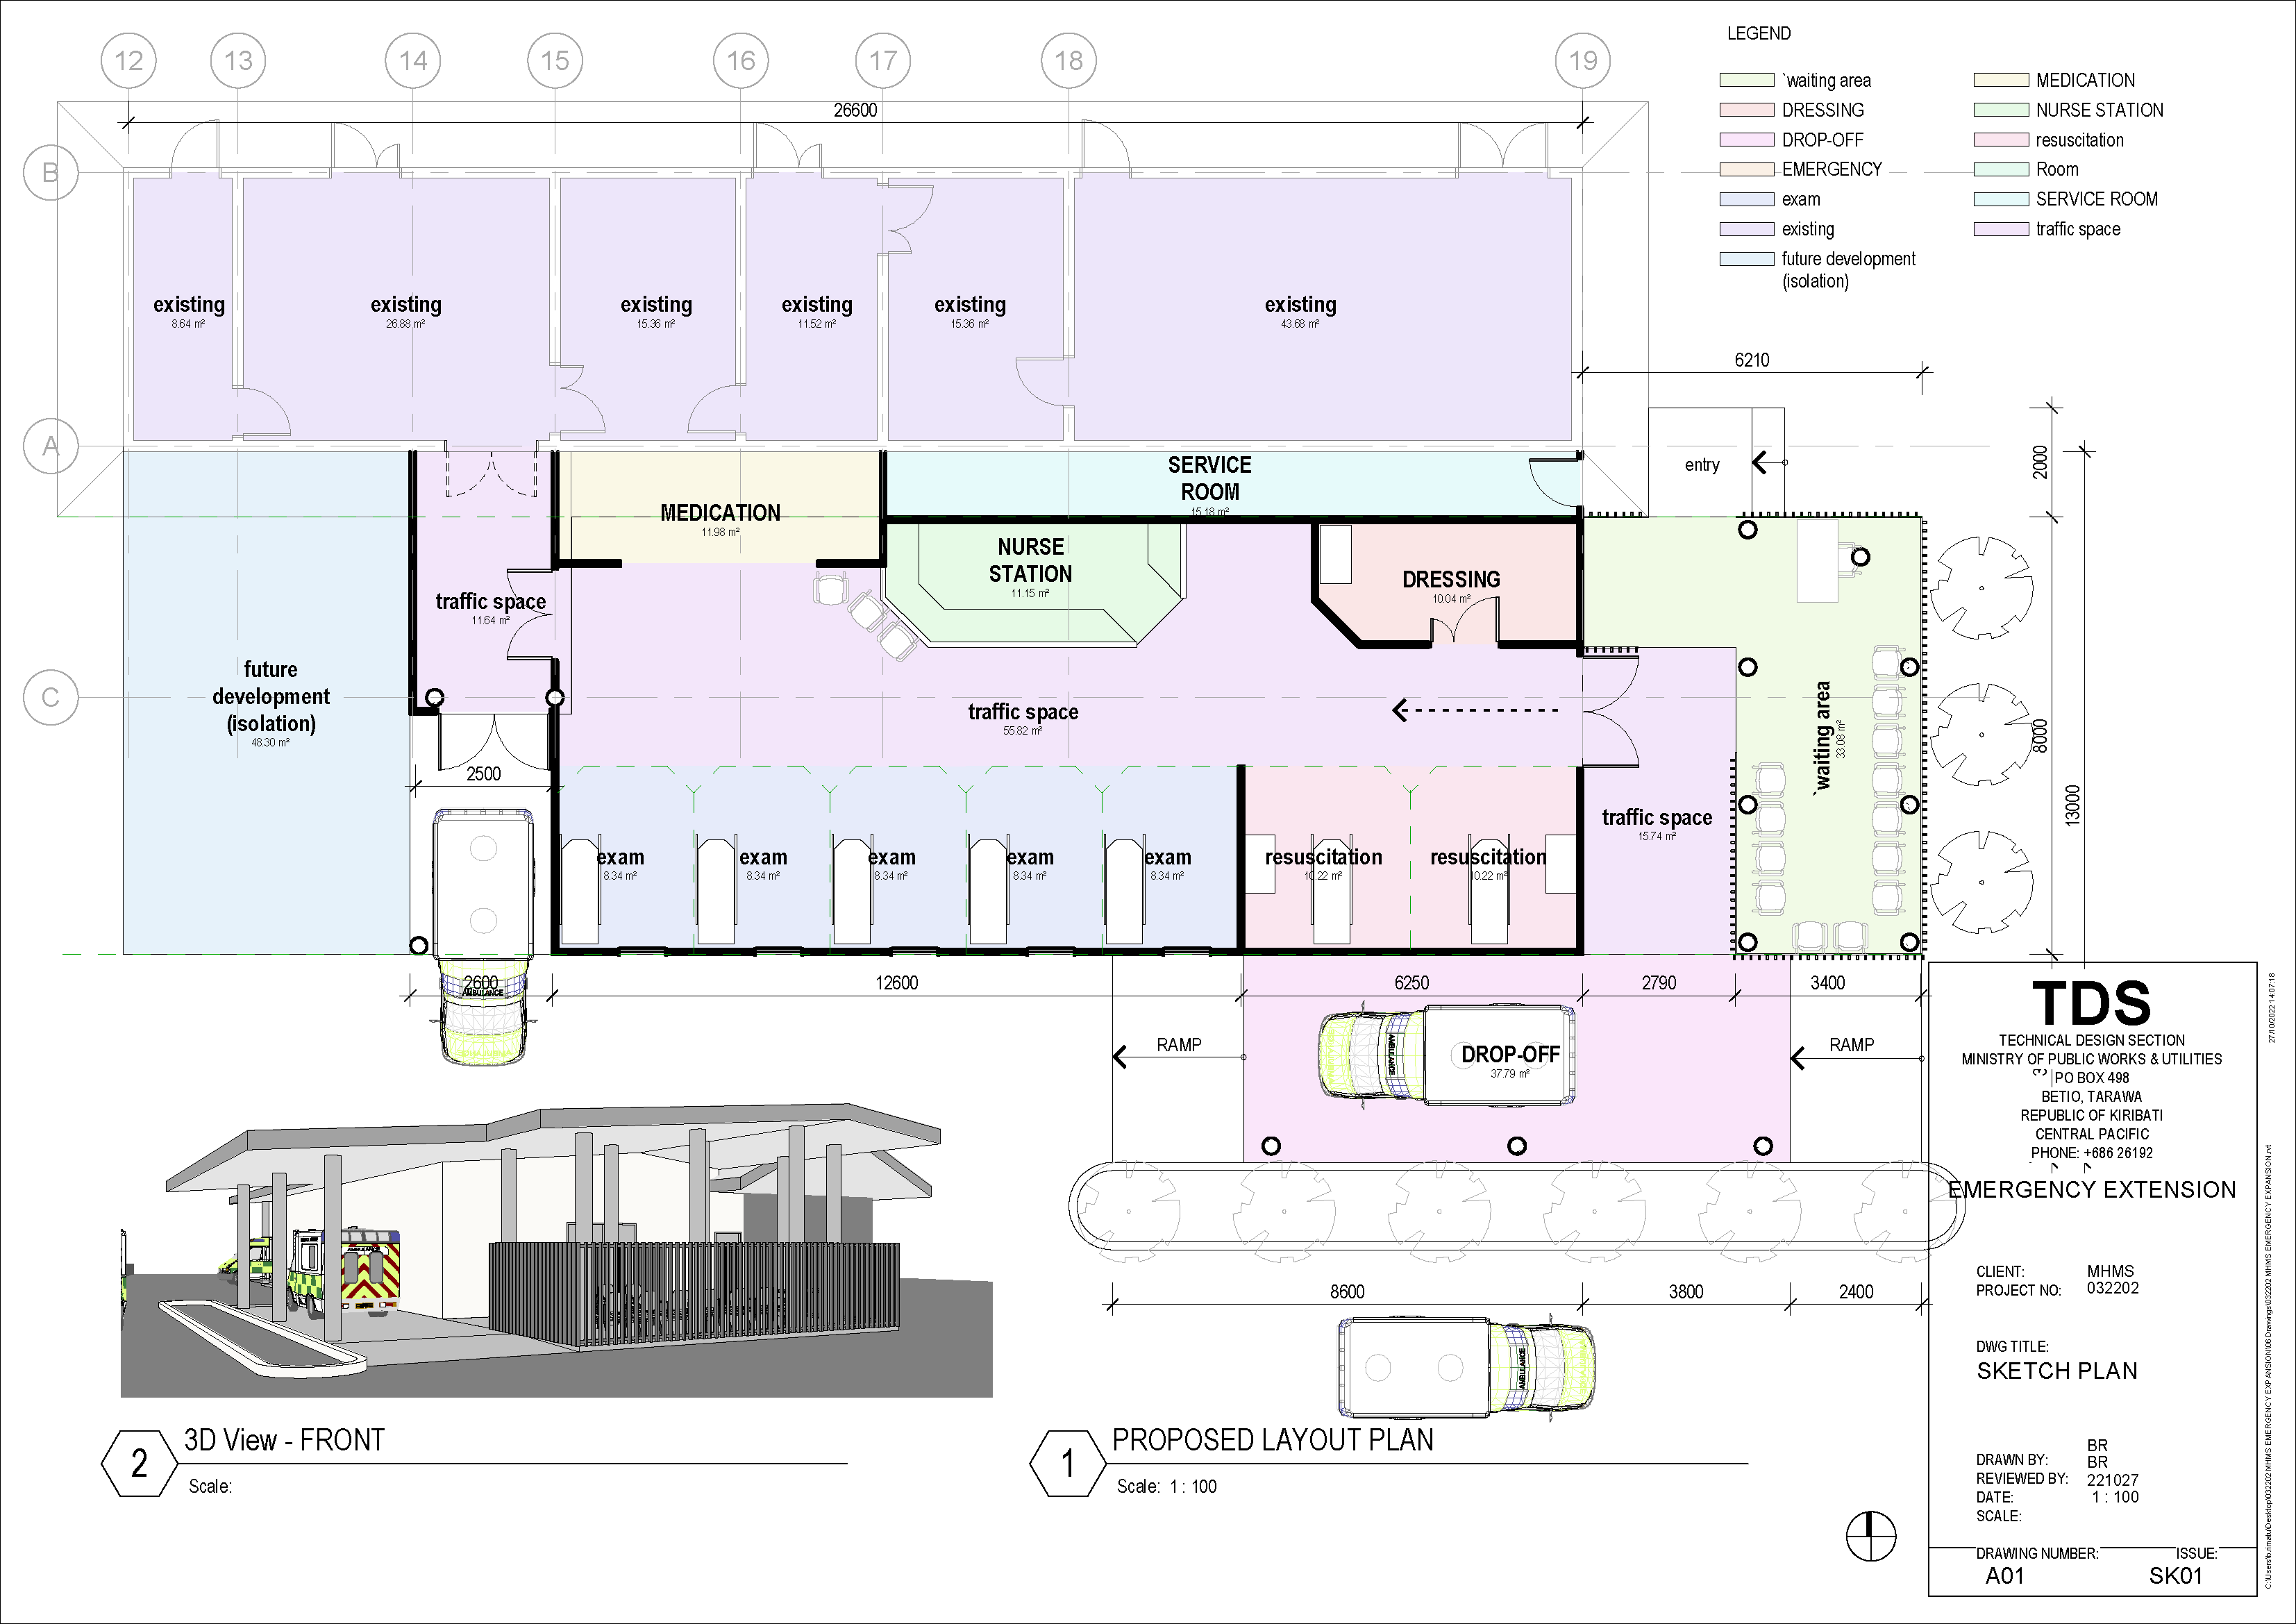 LEGEND
`waiting area
DRESSING
DROP-OFF
EMERGENCY
exam
existing
future development
(isolation)
MEDICATION
NURSE STATION
resuscitation
Room
SERVICE ROOM
traffic space
12
13
14
15
16
17
18
19
26600
B
existing
8.64 m²
existing
26.88 m²
existing
15.36 m²
existing
11.52 m²
existing
15.36 m²
existing
43.68 m²
6210
A
entry
2000
SERVICE
ROOM
15.18 m²
MEDICATION
11.98 m²
NURSE
STATION
11.15 m²
DRESSING
10.04 m²
traffic space
11.64 m²
future
development
(isolation)
48.30 m²
C
traffic space
55.82 m²
`waiting area
33.08 m²
8000
13000
2500
traffic space
15.74 m²
exam
8.34 m²
exam
8.34 m²
exam
8.34 m²
exam
8.34 m²
exam
8.34 m²
resuscitation
10.22 m²
resuscitation
10.22 m²
2600
12600
6250
2790
3400
AMBULANCE
RAMP
AMBULANCE
DROP-OFF
37.79 m²
RAMP
8600
3800
2400
AMBULANCE
2
3D View - FRONT
Scale:
1
PROPOSED LAYOUT PLAN
Scale: 1 : 100
TDS
TECHNICAL DESIGN SECTION
MINISTRY OF PUBLIC WORKS & UTILITIES
PO BOX 498
BETIO, TARAWA
REPUBLIC OF KIRIBATI
CENTRAL PACIFIC
PHONE: +686 26192
EMERGENCY EXTENSION
CLIENT: MHMS
PROJECT NO: 032202
DWG TITLE:
SKETCH PLAN
BR
DRAWN BY: BR
REVIEWED BY: 221027
DATE: 1 : 100
SCALE:
DRAWING NUMBER: ISSUE:
A01 SK01
27/10/2022 14:07:18